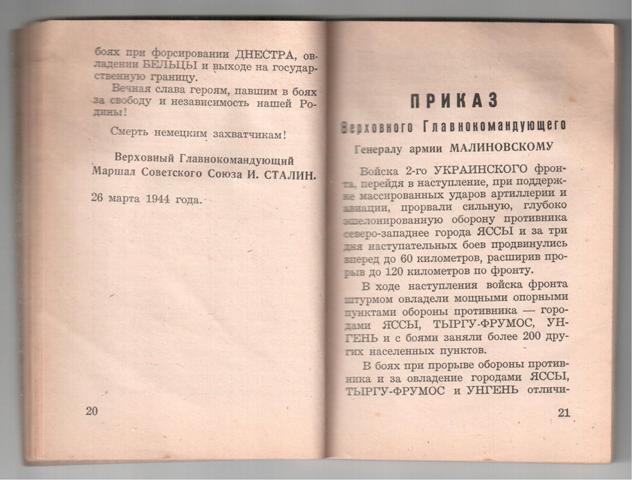 боях при форсировании ДНЕСТРА, ов-
ладении БЕЛЬЦЫ и выходе на государ-
ственную границу.
Вечная слава героям, павшим в боях
за свободу и независимость нашей Ро-
дины!
Смерть немецким захватчикам!
Верховный Главнокомандующий
Маршал Советского Союза И. СТАЛИН.
26 марта 1944 года.
20
ПРИКАЗ
Верховного Главнокомандующего
Генералу армии МАЛИНОВСКОМУ
Войска 2-го УКРАИНСКОГО фрон-
та, перейдя в наступление, при поддерж-
ке массированных ударов артиллерии и
авиации, прорвали сильную, глубоко
эшелонированную оборону противника
северо-западнее города ЯССЫ и за три
дня наступательных боев продвинулись
вперед до 60 километров, расширив про-
рыв до 120 километров по фронту.
В ходе наступления войска фронта
штурмом овладели мощными опорными
пунктами обороны противника — горо-
дами ЯССЫ, ТЫРГУ-ФРУМОС, УН-
ГЕНЬ и с боями заняли более 200 дру-
гих населенных пунктов.
В боях при прорыве обороны против-
ника и за овладение городами ЯССЫ,
ТЫРГУ-ФРУМОС и УНГЕНЬ отличи-
21